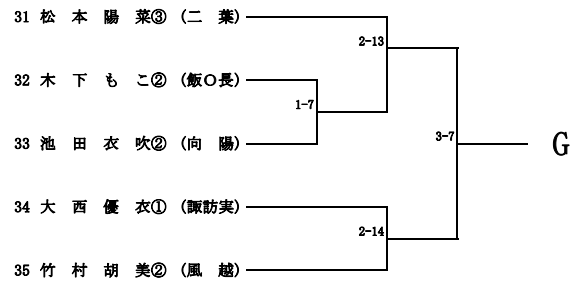 31 松本陽菜③ (二葉)
2-13
32 木下もこ② (飯O長)
1-7
3-7
G
33 池田衣吹② (向陽)
34 大西優衣① (諏訪実)
2-14
35 竹村胡美② (風越)